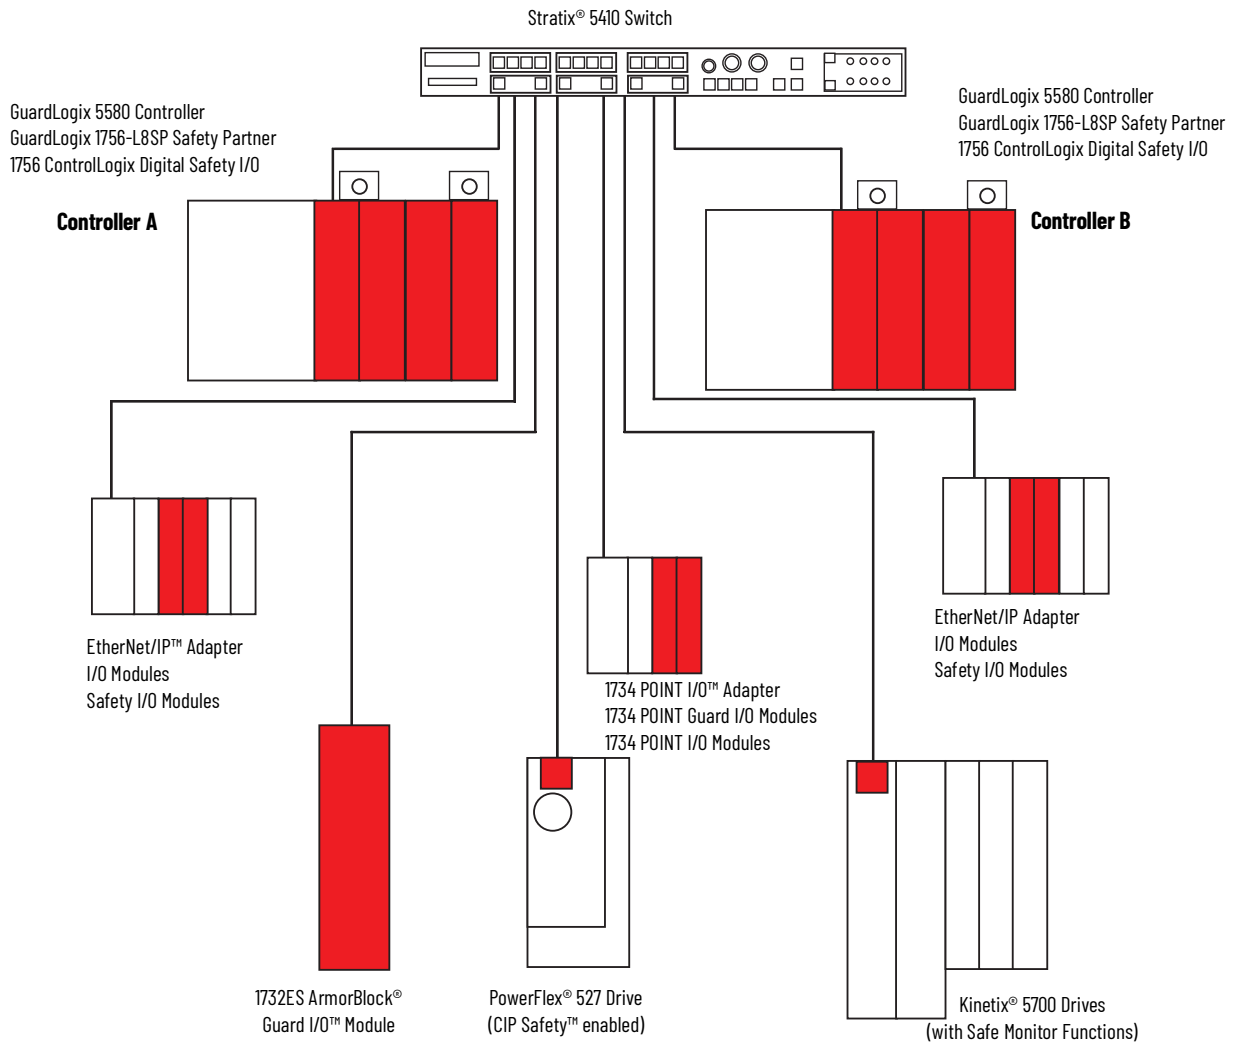 Stratix® 5410 Switch
GuardLogix 5580 Controller
GuardLogix 1756-L8SP Safety Partner
1756 ControlLogix Digital Safety I/O
Controller A
GuardLogix 5580 Controller
GuardLogix 1756-L8SP Safety Partner
1756 ControlLogix Digital Safety I/O
Controller B
EtherNet/IP™ Adapter
I/O Modules
Safety I/O Modules
1734 POINT I/O™ Adapter
1734 POINT Guard I/O Modules
1734 POINT I/O Modules
EtherNet/IP Adapter
I/O Modules
Safety I/O Modules
1732ES ArmorBlock®
Guard I/O™ Module
PowerFlex® 527 Drive
(CIP Safety™ enabled)
Kinetix® 5700 Drives
(with Safe Monitor Functions)